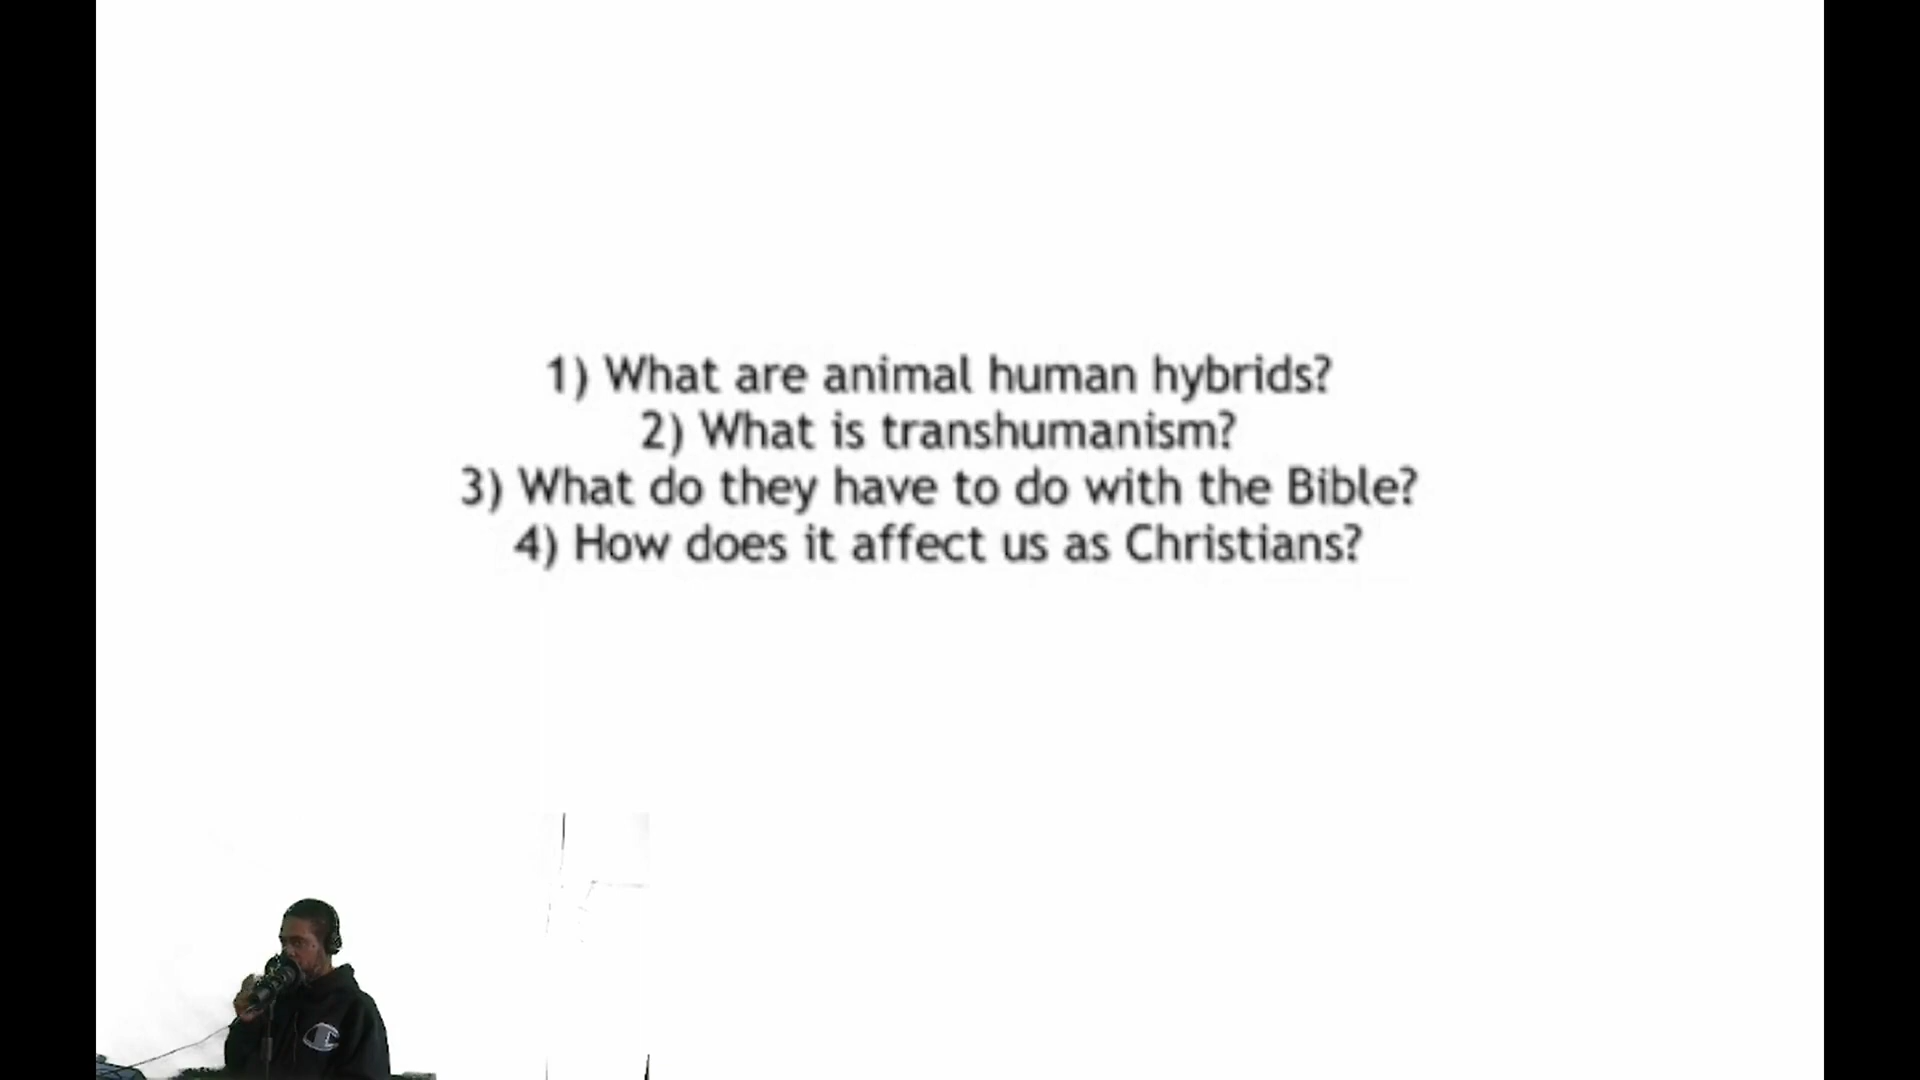 1) What are animal human hybrids?
2) What is transhumanism?
3) What do they have to do with the Bible?
4) How does it affect us as Christians?